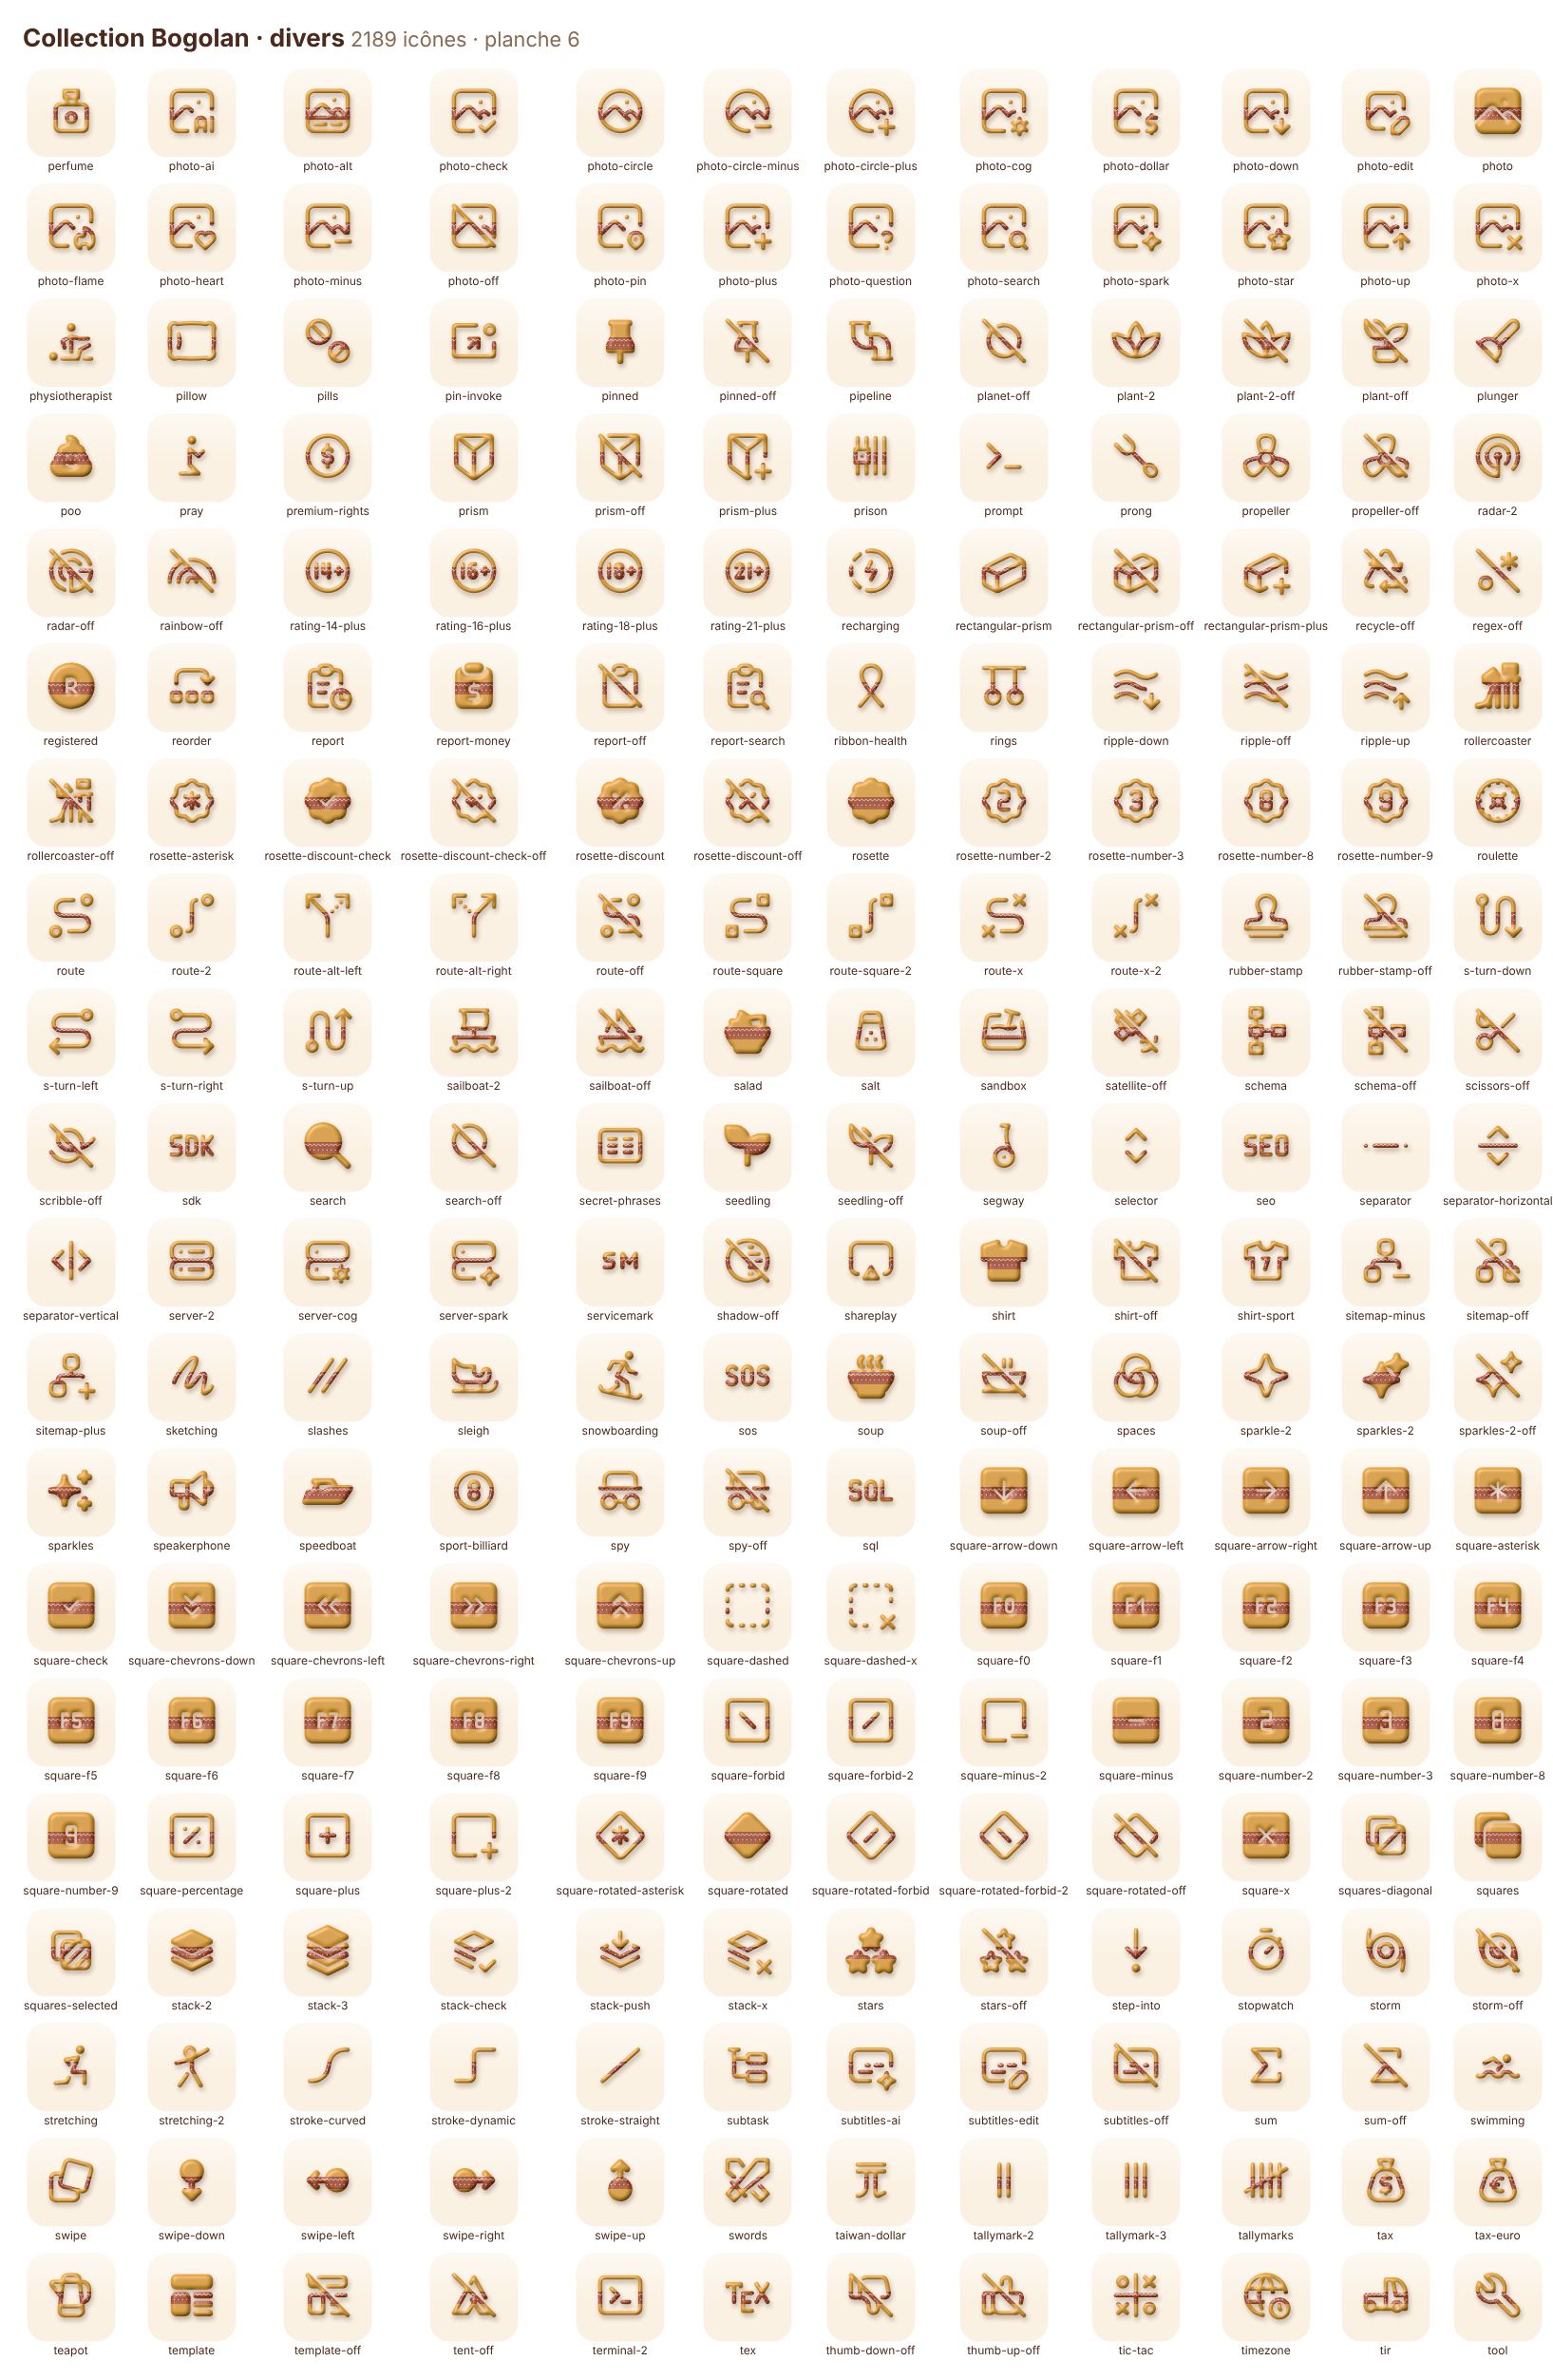 Collection Bogolan · divers 2189 icônes · planche 6
perfume photo-ai photo-alt photo-check photo-circle photo-circle-minus photo-circle-plus photo-cog photo-dollar photo-down photo-edit photo
photo-flame photo-heart photo-minus photo-off photo-pin photo-plus photo-question photo-search photo-spark photo-star photo-up photo-x
physiotherapist pillow pills pin-invoke pinned pinned-off pipeline planet-off plant-2 plant-2-off plant-off plunger
poo pray premium-rights prism prism-off prism-plus prison prompt prong propeller propeller-off radar-2
radar-off rainbow-off rating-14-plus rating-16-plus rating-18-plus rating-21-plus recharging rectangular-prism rectangular-prism-off rectangular-prism-plus recycle-off regex-off
registered reorder report report-money report-off report-search ribbon-health rings ripple-down ripple-off ripple-up rollercoaster
rollercoaster-off rosette-asterisk rosette-discount-check rosette-discount-check-off rosette-discount rosette-discount-off rosette rosette-number-2 rosette-number-3 rosette-number-8 rosette-number-9 roulette
route route-2 route-alt-left route-alt-right route-off route-square route-square-2 route-x route-x-2 rubber-stamp rubber-stamp-off s-turn-down
s-turn-left s-turn-right s-turn-up sailboat-2 sailboat-off salad salt sandbox satellite-off schema schema-off scissors-off
scribble-off sdk search search-off secret-phrases seedling seedling-off segway selector seo separator separator-horizontal
separator-vertical server-2 server-cog server-spark servicemark shadow-off shareplay shirt shirt-off shirt-sport sitemap-minus sitemap-off
sitemap-plus sketching slashes sleigh snowboarding sos soup soup-off spaces sparkle-2 sparkles-2 sparkles-2-off
sparkles speakerphone speedboat sport-billiard spy spy-off sql square-arrow-down square-arrow-left square-arrow-right square-arrow-up square-asterisk
square-check square-chevrons-down square-chevrons-left square-chevrons-right square-chevrons-up square-dashed square-dashed-x square-f0 square-f1 square-f2 square-f3 square-f4
square-f5 square-f6 square-f7 square-f8 square-f9 square-forbid square-forbid-2 square-minus-2 square-minus square-number-2 square-number-3 square-number-8
square-number-9 square-percentage square-plus square-plus-2 square-rotated-asterisk square-rotated square-rotated-forbid square-rotated-forbid-2 square-rotated-off square-x squares-diagonal squares
squares-selected stack-2 stack-3 stack-check stack-push stack-x stars stars-off step-into stopwatch storm storm-off
stretching stretching-2 stroke-curved stroke-dynamic stroke-straight subtask subtitles-ai subtitles-edit subtitles-off sum sum-off swimming
swipe swipe-down swipe-left swipe-right swipe-up swords taiwan-dollar tallymark-2 tallymark-3 tallymarks tax tax-euro
teapot template template-off tent-off terminal-2 tex thumb-down-off thumb-up-off tic-tac timezone tir tool